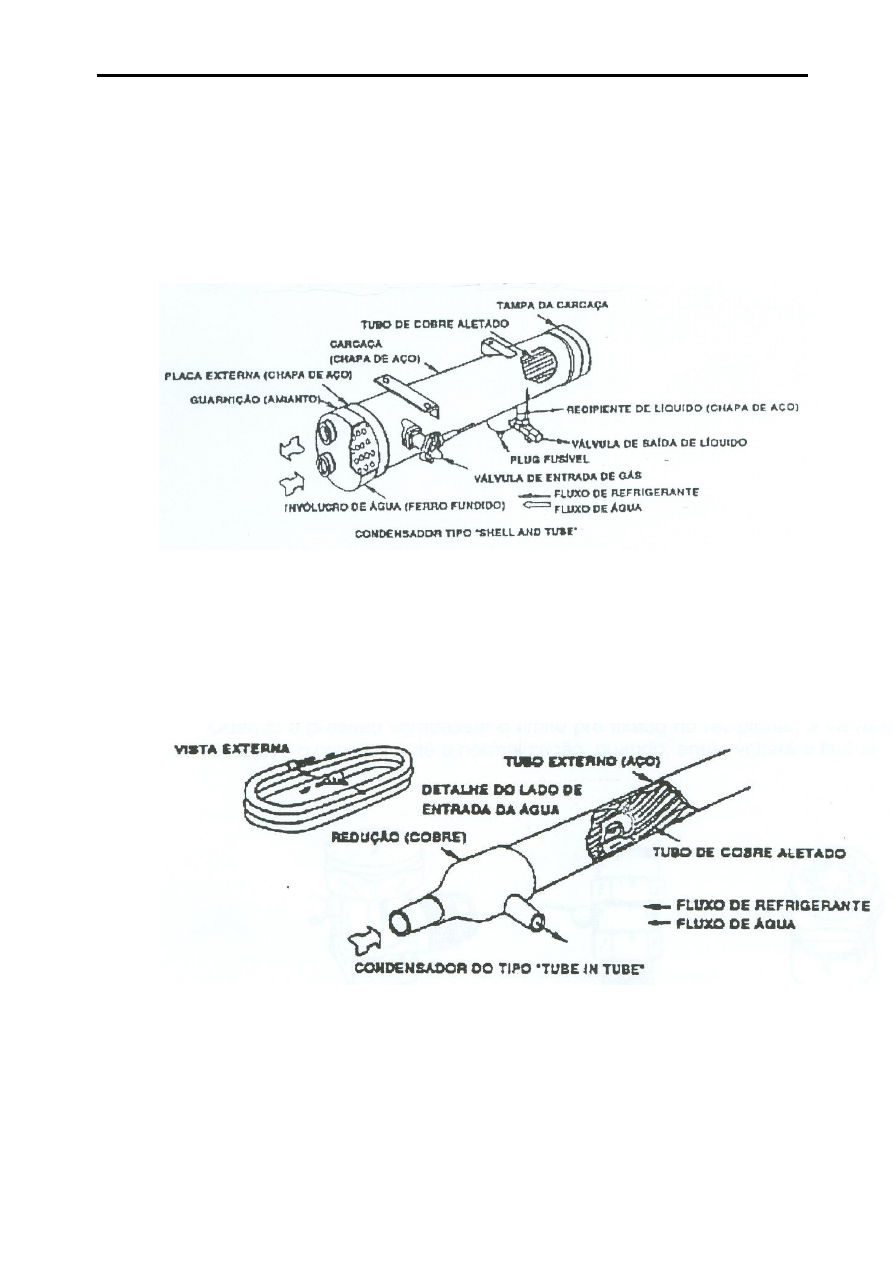 TAMPA DA CARCAÇA
TUBO DE COBRE ALETADO
CARCAÇA
(CHAPA DE AÇO)
PLACA EXTERNA (CHAPA DE AÇO)
GUARNIÇÃO (AMIANTO)
RECIPIENTE DE LÍQUIDO (CHAPA DE AÇO)
VÁLVULA DE SAÍDA DE LÍQUIDO
PLUG FUSÍVEL
VÁLVULA DE ENTRADA DE GÁS
FLUXO DE REFRIGERANTE
INVÓLUCRO DE ÁGUA (FERRO FUNDIDO)
FLUXO DE ÁGUA
CONDENSADOR TIPO "SHELL AND TUBE"
VISTA EXTERNA
TUBO EXTERNO (AÇO)
DETALHE DO LADO DE
ENTRADA DA ÁGUA
REDUÇÃO (COBRE)
TUBO DE COBRE ALETADO
FLUXO DE REFRIGERANTE
FLUXO DE ÁGUA
CONDENSADOR DO TIPO "TUBE IN TUBE"